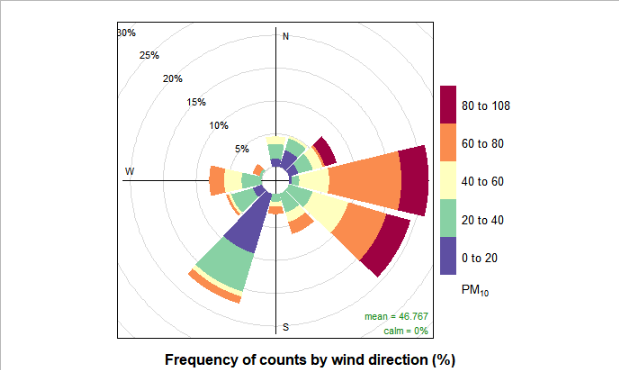 30%
25%
20%
15%
10%
5%
N
W
S
80 to 108
60 to 80
40 to 60
20 to 40
0 to 20
PM10
mean = 46.767
calm = 0%
Frequency of counts by wind direction (%)